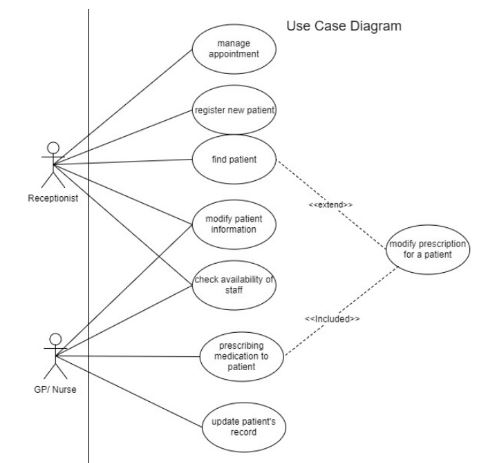 Use Case Diagram
manage
appointment
register new patient
find patient
<<extend>>
Receptionist
modify patient
information
modify prescription
for a patient
check availability of
staff
<<Included>>
prescribing
medication to
patient
GP/ Nurse
update patient's
record